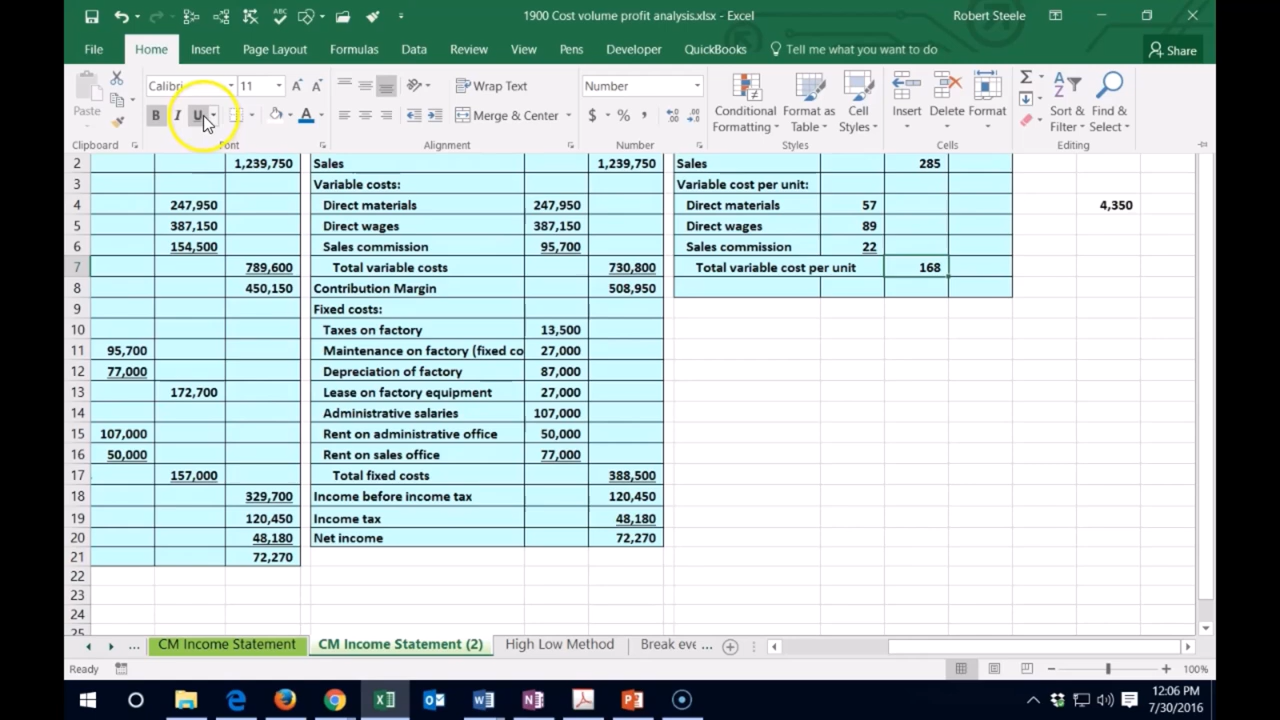 1900 Cost volume profit analysis.xlsx - Excel
Robert Steele
File Home Insert Page Layout Formulas Data Review View Pens Developer QuickBooks Tell me what you want to do Share
Paste
Clipboard
Calibri 11
B I U
Font
Wrap Text
Merge & Center
Alignment
Number
$ % ,
Number
Conditional Formatting
Format as Table
Cell Styles
Styles
Insert Delete Format
Cells
Sort & Filter
Find & Select
Editing
2 1,239,750 Sales 1,239,750 Sales 285
3 Variable costs: Variable cost per unit:
4 247,950 Direct materials 247,950 Direct materials 57 4,350
5 387,150 Direct wages 387,150 Direct wages 89
6 154,500 Sales commission 95,700 Sales commission 22
7 789,600 Total variable costs 730,800 Total variable cost per unit 168
8 450,150 Contribution Margin 508,950
9 Fixed costs:
10 Taxes on factory 13,500
11 95,700 Maintenance on factory (fixed co 27,000
12 77,000 Depreciation of factory 87,000
13 172,700 Lease on factory equipment 27,000
14 Administrative salaries 107,000
15 107,000 Rent on administrative office 50,000
16 50,000 Rent on sales office 77,000
17 157,000 Total fixed costs 388,500
18 329,700 Income before income tax 120,450
19 120,450 Income tax 48,180
20 48,180 Net income 72,270
21 72,270
22
23
24
25
... CM Income Statement CM Income Statement (2) High Low Method Break eve ...
Ready 100%
12:06 PM
7/30/2016